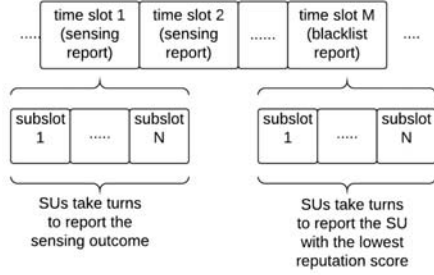 ..... time slot 1 time slot 2 ...... time slot M ....
(sensing (sensing (blacklist
report) report) report)
subslot subslot subslot subslot
1 ..... N 1 ..... N
SUs take turns
to report the
sensing outcome
SUs take turns
to report the SU
with the lowest
reputation score